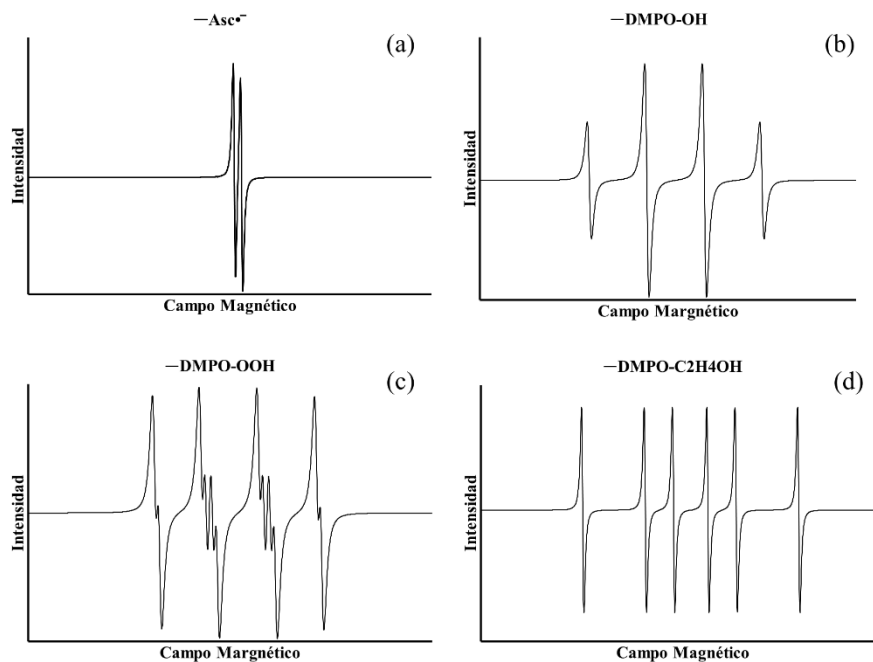 —Asc•⁻
(a)
Intensidad
Campo Magnético
—DMPO-OH
(b)
Intensidad
Campo Margnético
—DMPO-OOH
(c)
Intensidad
Campo Margnético
—DMPO-C2H4OH
(d)
Intensidad
Campo Magnético